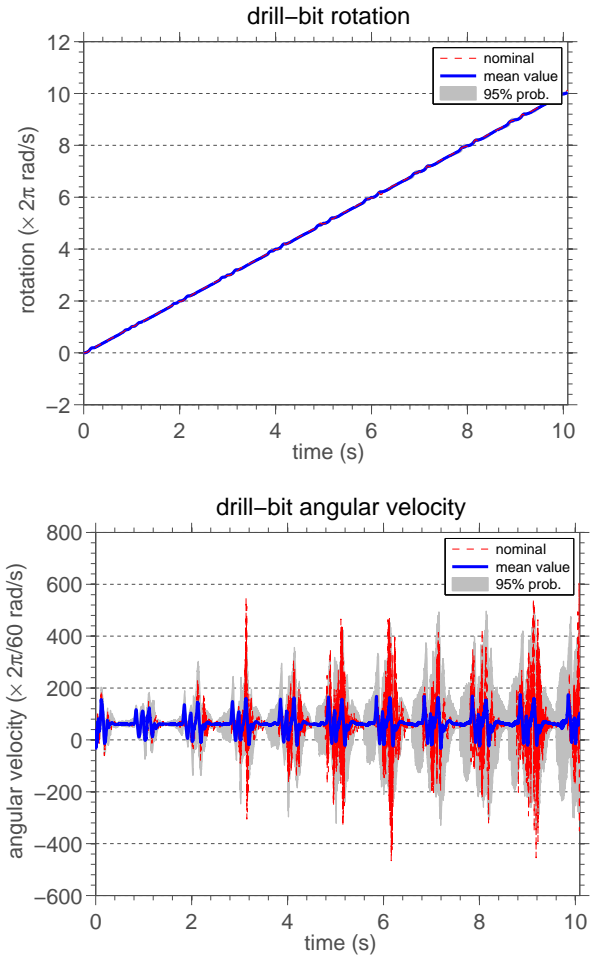 drill−bit rotation
12
10
8
6
4
2
0
−2
rotation (× 2π rad/s)
nominal
mean value
95% prob.
0 2 4 6 8 10
time (s)
drill−bit angular velocity
800
600
400
200
0
−200
−400
−600
angular velocity (× 2π/60 rad/s)
nominal
mean value
95% prob.
0 2 4 6 8 10
time (s)